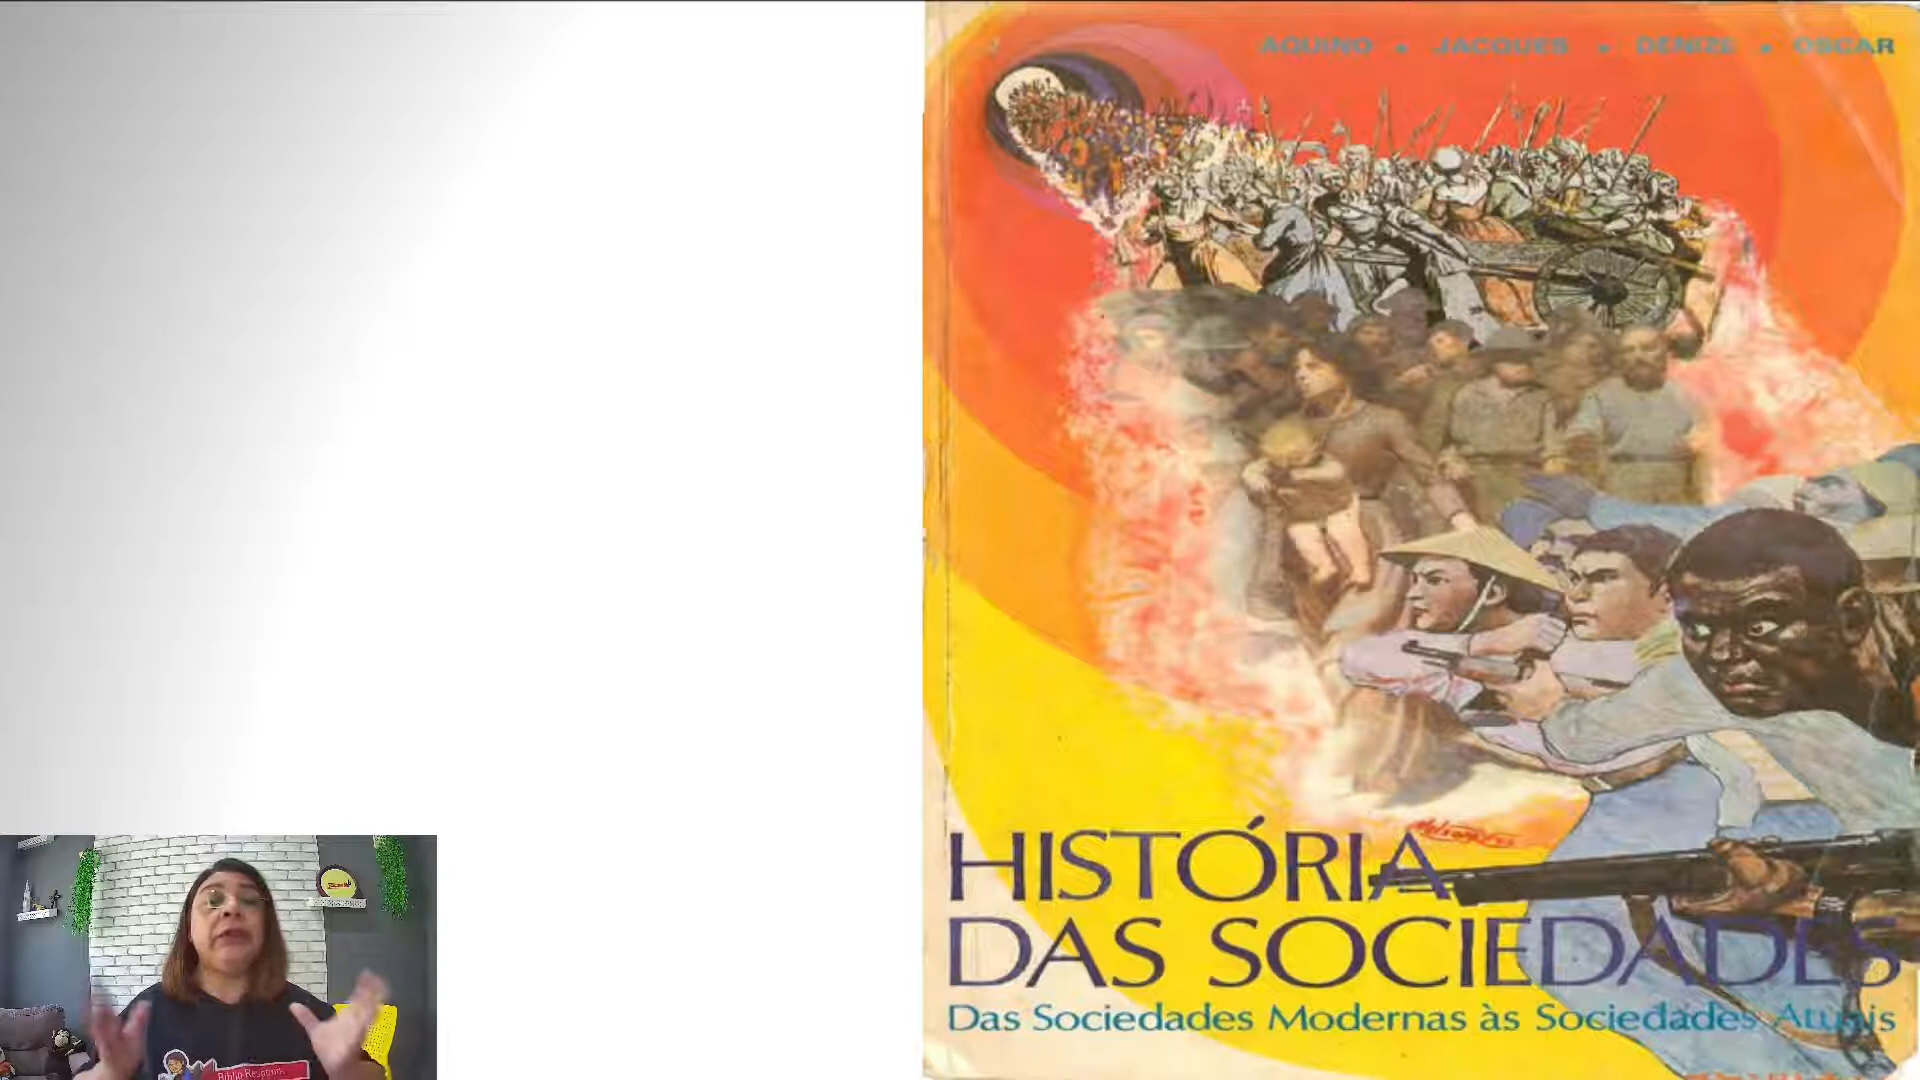 AQUINO • JACQUES • DENIZE • OSCAR
HISTÓRIA
DAS SOCIEDADES
Das Sociedades Modernas às Sociedades Atuais